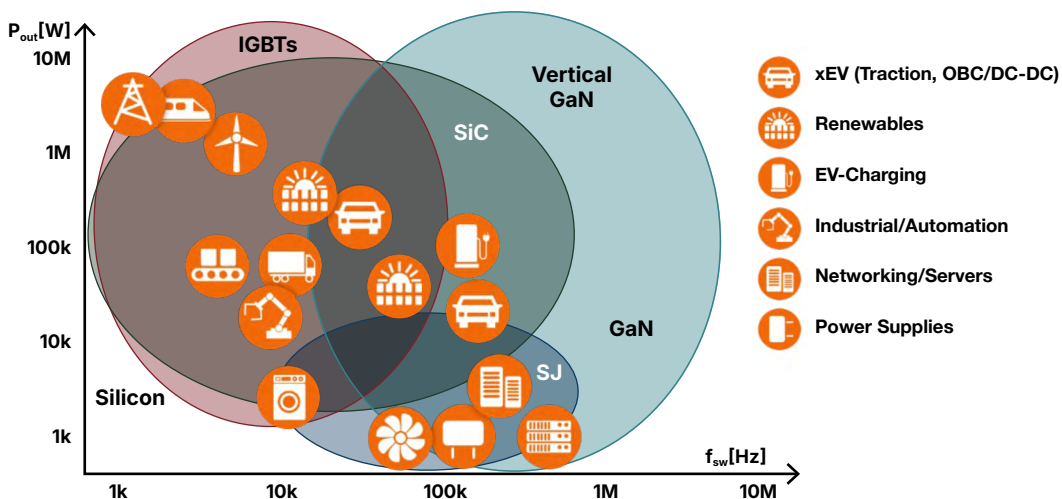 P_out[W]
10M
1M
100k
10k
1k
IGBTs
Vertical
GaN
SiC
GaN
SJ
Silicon
f_sw[Hz]
1k
10k
100k
1M
10M
xEV (Traction, OBC/DC-DC)
Renewables
EV-Charging
Industrial/Automation
Networking/Servers
Power Supplies